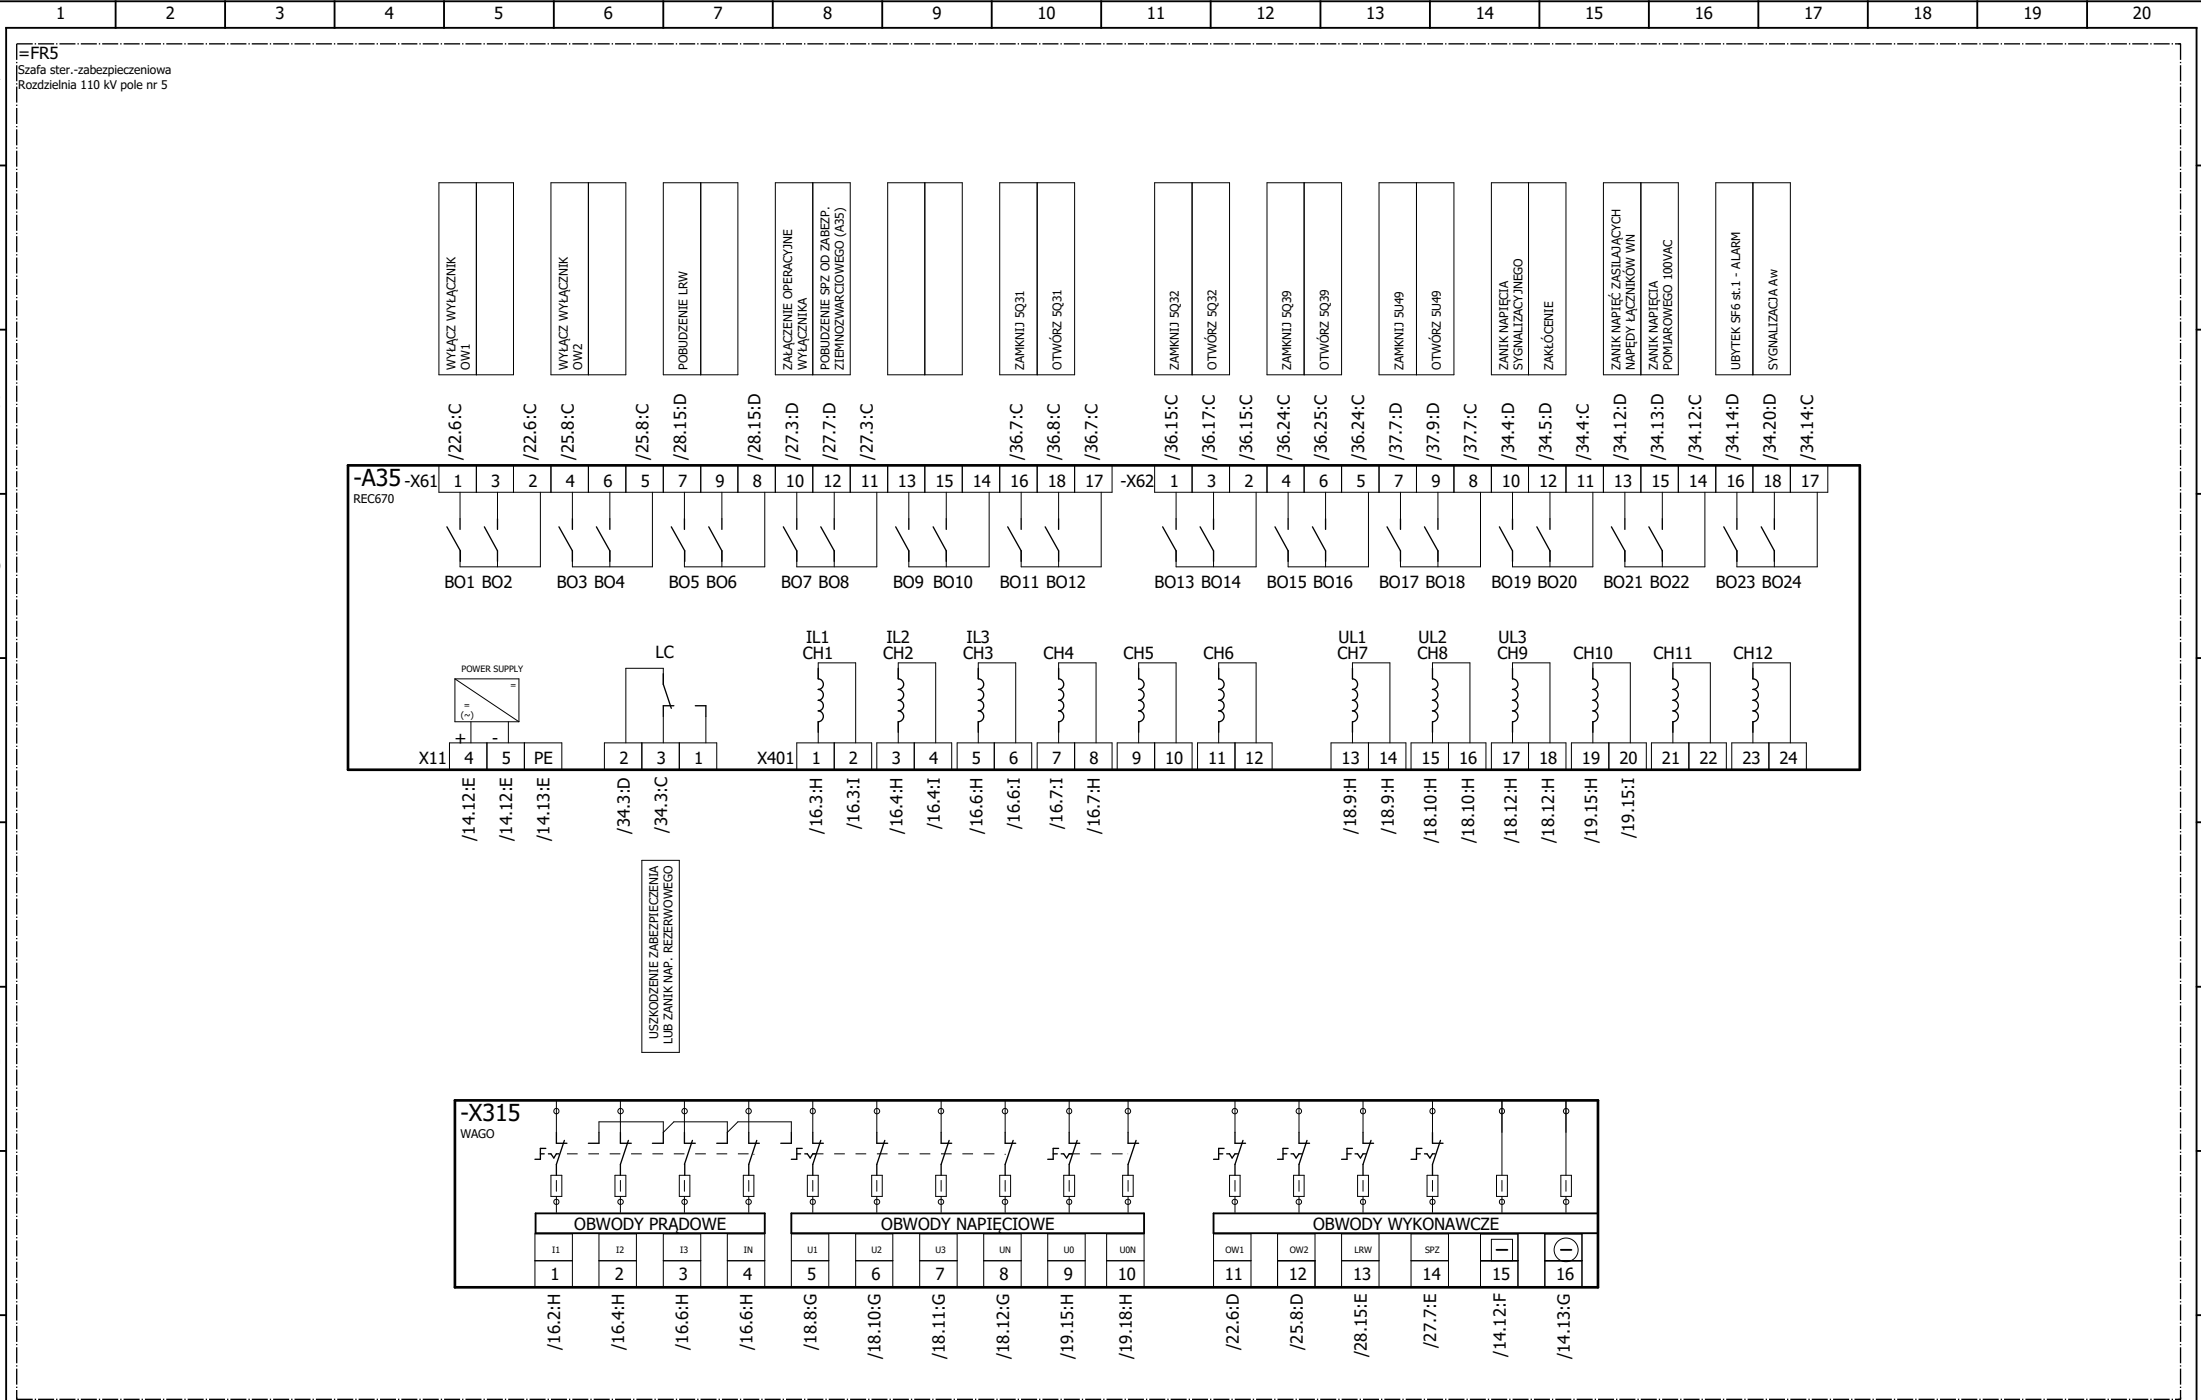 1 2 3 4 5 6 7 8 9 10 11 12 13 14 15 16 17 18 19 20
=FR5
Szafa ster.-zabezpieczeniowa
Rozdzielnia 110 kV pole nr 5
WYŁĄCZ WYŁĄCZNIK
OW1
WYŁĄCZ WYŁĄCZNIK
OW2
POBUDZENIE LRW
ZAŁĄCZENIE OPERACYJNE
WYŁĄCZNIKA
POBUDZENIE SPZ OD ZABEZP.
ZIEMNOZWARCIOWEGO (A35)
ZAMKNIJ 5Q31
OTWÓRZ 5Q31
ZAMKNIJ 5Q32
OTWÓRZ 5Q32
ZAMKNIJ 5Q39
OTWÓRZ 5Q39
ZAMKNIJ 5U49
OTWÓRZ 5U49
ZANIK NAPIĘCIA
SYGNALIZACYJNEGO
ZAKŁÓCENIE
ZANIK NAPIĘĆ ZASILAJĄCYCH
NAPĘDY ŁĄCZNIKÓW WN
ZANIK NAPIĘCIA
POMIAROWEGO 100VAC
UBYTEK SF6 st.1 - ALARM
SYGNALIZACJA Aw
/22.6:C /22.6:C /25.8:C /25.8:C /28.15:D /28.15:D /27.3:D /27.7:D /27.3:C /36.7:C /36.8:C /36.7:C /36.15:C /36.17:C /36.15:C /36.24:C /36.25:C /36.24:C /37.7:D /37.9:D /37.7:C /34.4:D /34.5:D /34.4:C /34.12:D /34.13:D /34.12:C /34.14:D /34.20:D /34.14:C
-A35 -X61 1 3 2 4 6 5 7 9 8 10 12 11 13 15 14 16 18 17 -X62 1 3 2 4 6 5 7 9 8 10 12 11 13 15 14 16 18 17
REC670
BO1 BO2 BO3 BO4 BO5 BO6 BO7 BO8 BO9 BO10 BO11 BO12 BO13 BO14 BO15 BO16 BO17 BO18 BO19 BO20 BO21 BO22 BO23 BO24
IL1 IL2 IL3 UL1 UL2 UL3
LC CH1 CH2 CH3 CH4 CH5 CH6 CH7 CH8 CH9 CH10 CH11 CH12
POWER SUPPLY
=
=
(~)
+ -
X11 4 5 PE 2 3 1 X401 1 2 3 4 5 6 7 8 9 10 11 12 13 14 15 16 17 18 19 20 21 22 23 24
/14.12:E /14.12:E /14.13:E /34.3:D /34.3:C /16.3:H /16.3:I /16.4:H /16.4:I /16.6:H /16.6:I /16.7:I /16.7:H /18.9:H /18.9:H /18.10:H /18.10:H /18.12:H /18.12:H /19.15:H /19.15:I
USZKODZENIE ZABEZPIECZENIA
LUB ZANIK NAP. REZERWOWEGO
-X315
WAGO
OBWODY PRĄDOWE OBWODY NAPIĘCIOWE OBWODY WYKONAWCZE
I1 I2 I3 IN U1 U2 U3 UN U0 U0N OW1 OW2 LRW SPZ
1 2 3 4 5 6 7 8 9 10 11 12 13 14 15 16
/16.2:H /16.4:H /16.6:H /16.6:H /18.8:G /18.10:G /18.11:G /18.12:G /19.15:H /19.18:H /22.6:D /25.8:D /28.15:E /27.7:E /14.12:F /14.13:G